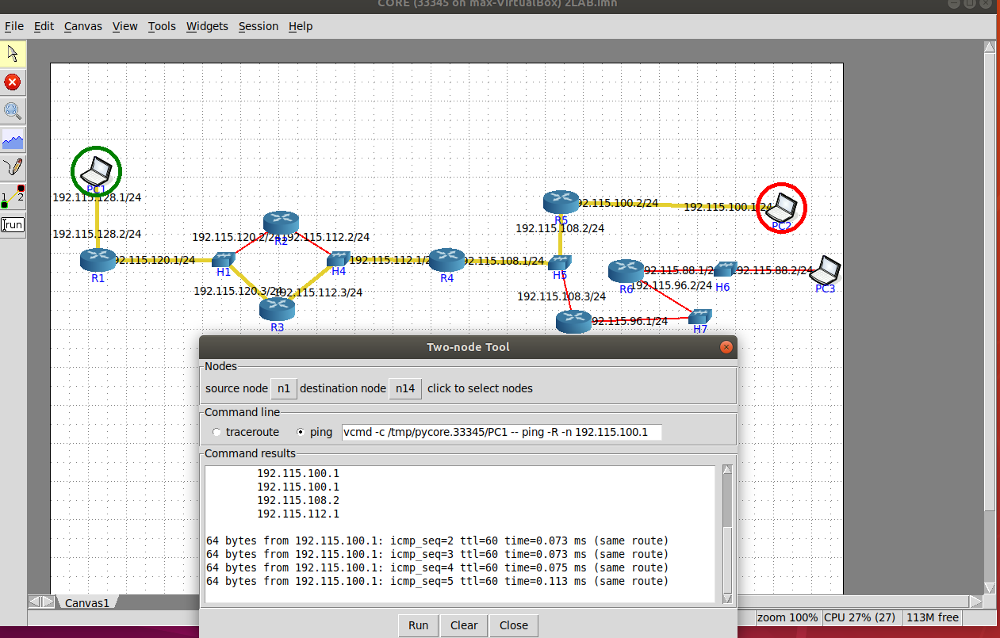 CORE (33345 on max-VirtualBox) 2LAB.imn
File Edit Canvas View Tools Widgets Session Help
1 2
run
PC1
192.115.128.1/24
192.115.128.2/24
R1
92.115.120.1/24
H1
192.115.120.2/24
R2
92.115.112.2/24
192.115.120.3/24
92.115.112.3/24
R3
H4
192.115.112.1/2
R4
92.115.108.1/24
H5
192.115.108.2/24
R5
92.115.100.2/24
192.115.100.1/24
PC2
192.115.108.3/24
R6
92.115.88.1/2
192.115.96.2/24
H6
92.115.88.2/24
PC3
92.115.96.1/24
H7
Two-node Tool
Nodes
source node n1 destination node n14 click to select nodes
Command line
traceroute ping vcmd -c /tmp/pycore.33345/PC1 -- ping -R -n 192.115.100.1
Command results
192.115.100.1
192.115.100.1
192.115.108.2
192.115.112.1
64 bytes from 192.115.100.1: icmp_seq=2 ttl=60 time=0.073 ms (same route)
64 bytes from 192.115.100.1: icmp_seq=3 ttl=60 time=0.073 ms (same route)
64 bytes from 192.115.100.1: icmp_seq=4 ttl=60 time=0.075 ms (same route)
64 bytes from 192.115.100.1: icmp_seq=5 ttl=60 time=0.113 ms (same route)
Run Clear Close
Canvas1
zoom 100% CPU 27% (27) 113M free